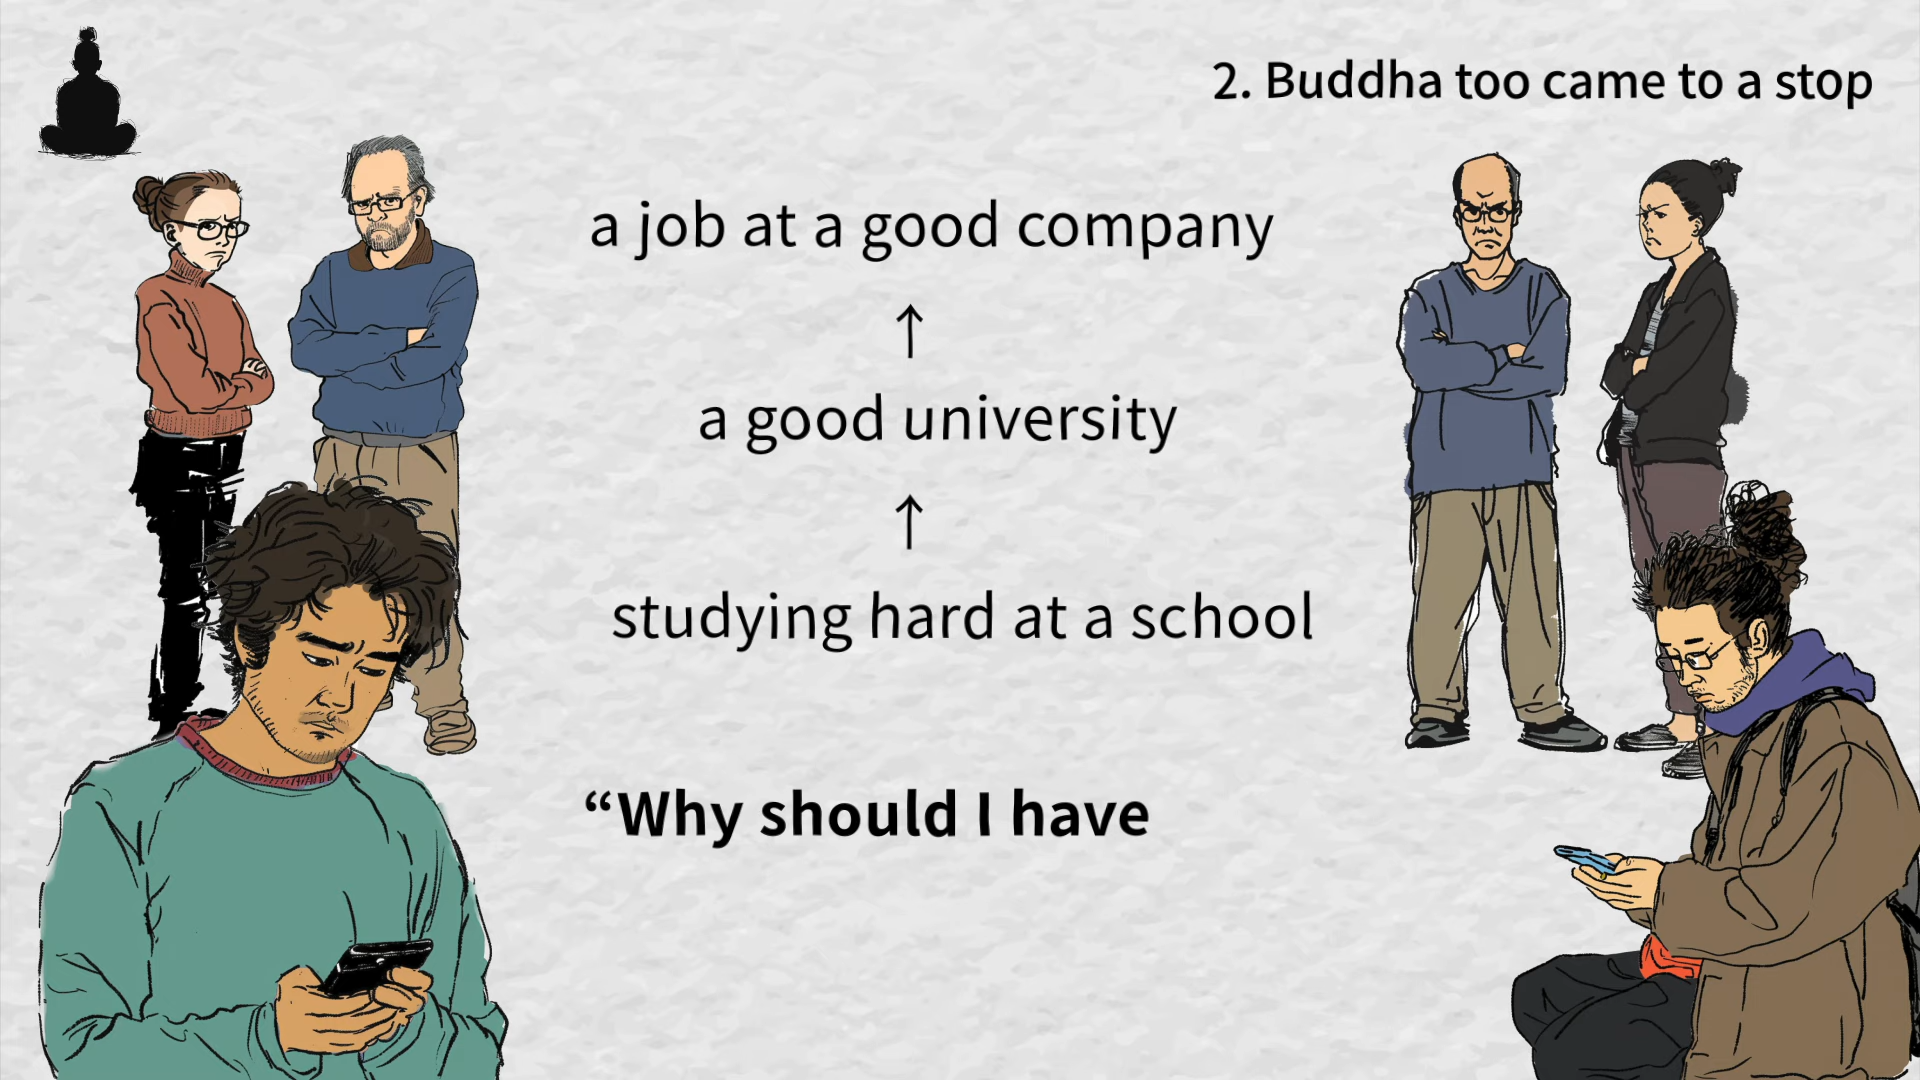 2. Buddha too came to a stop
a job at a good company
↑
a good university
↑
studying hard at a school
“Why should I have